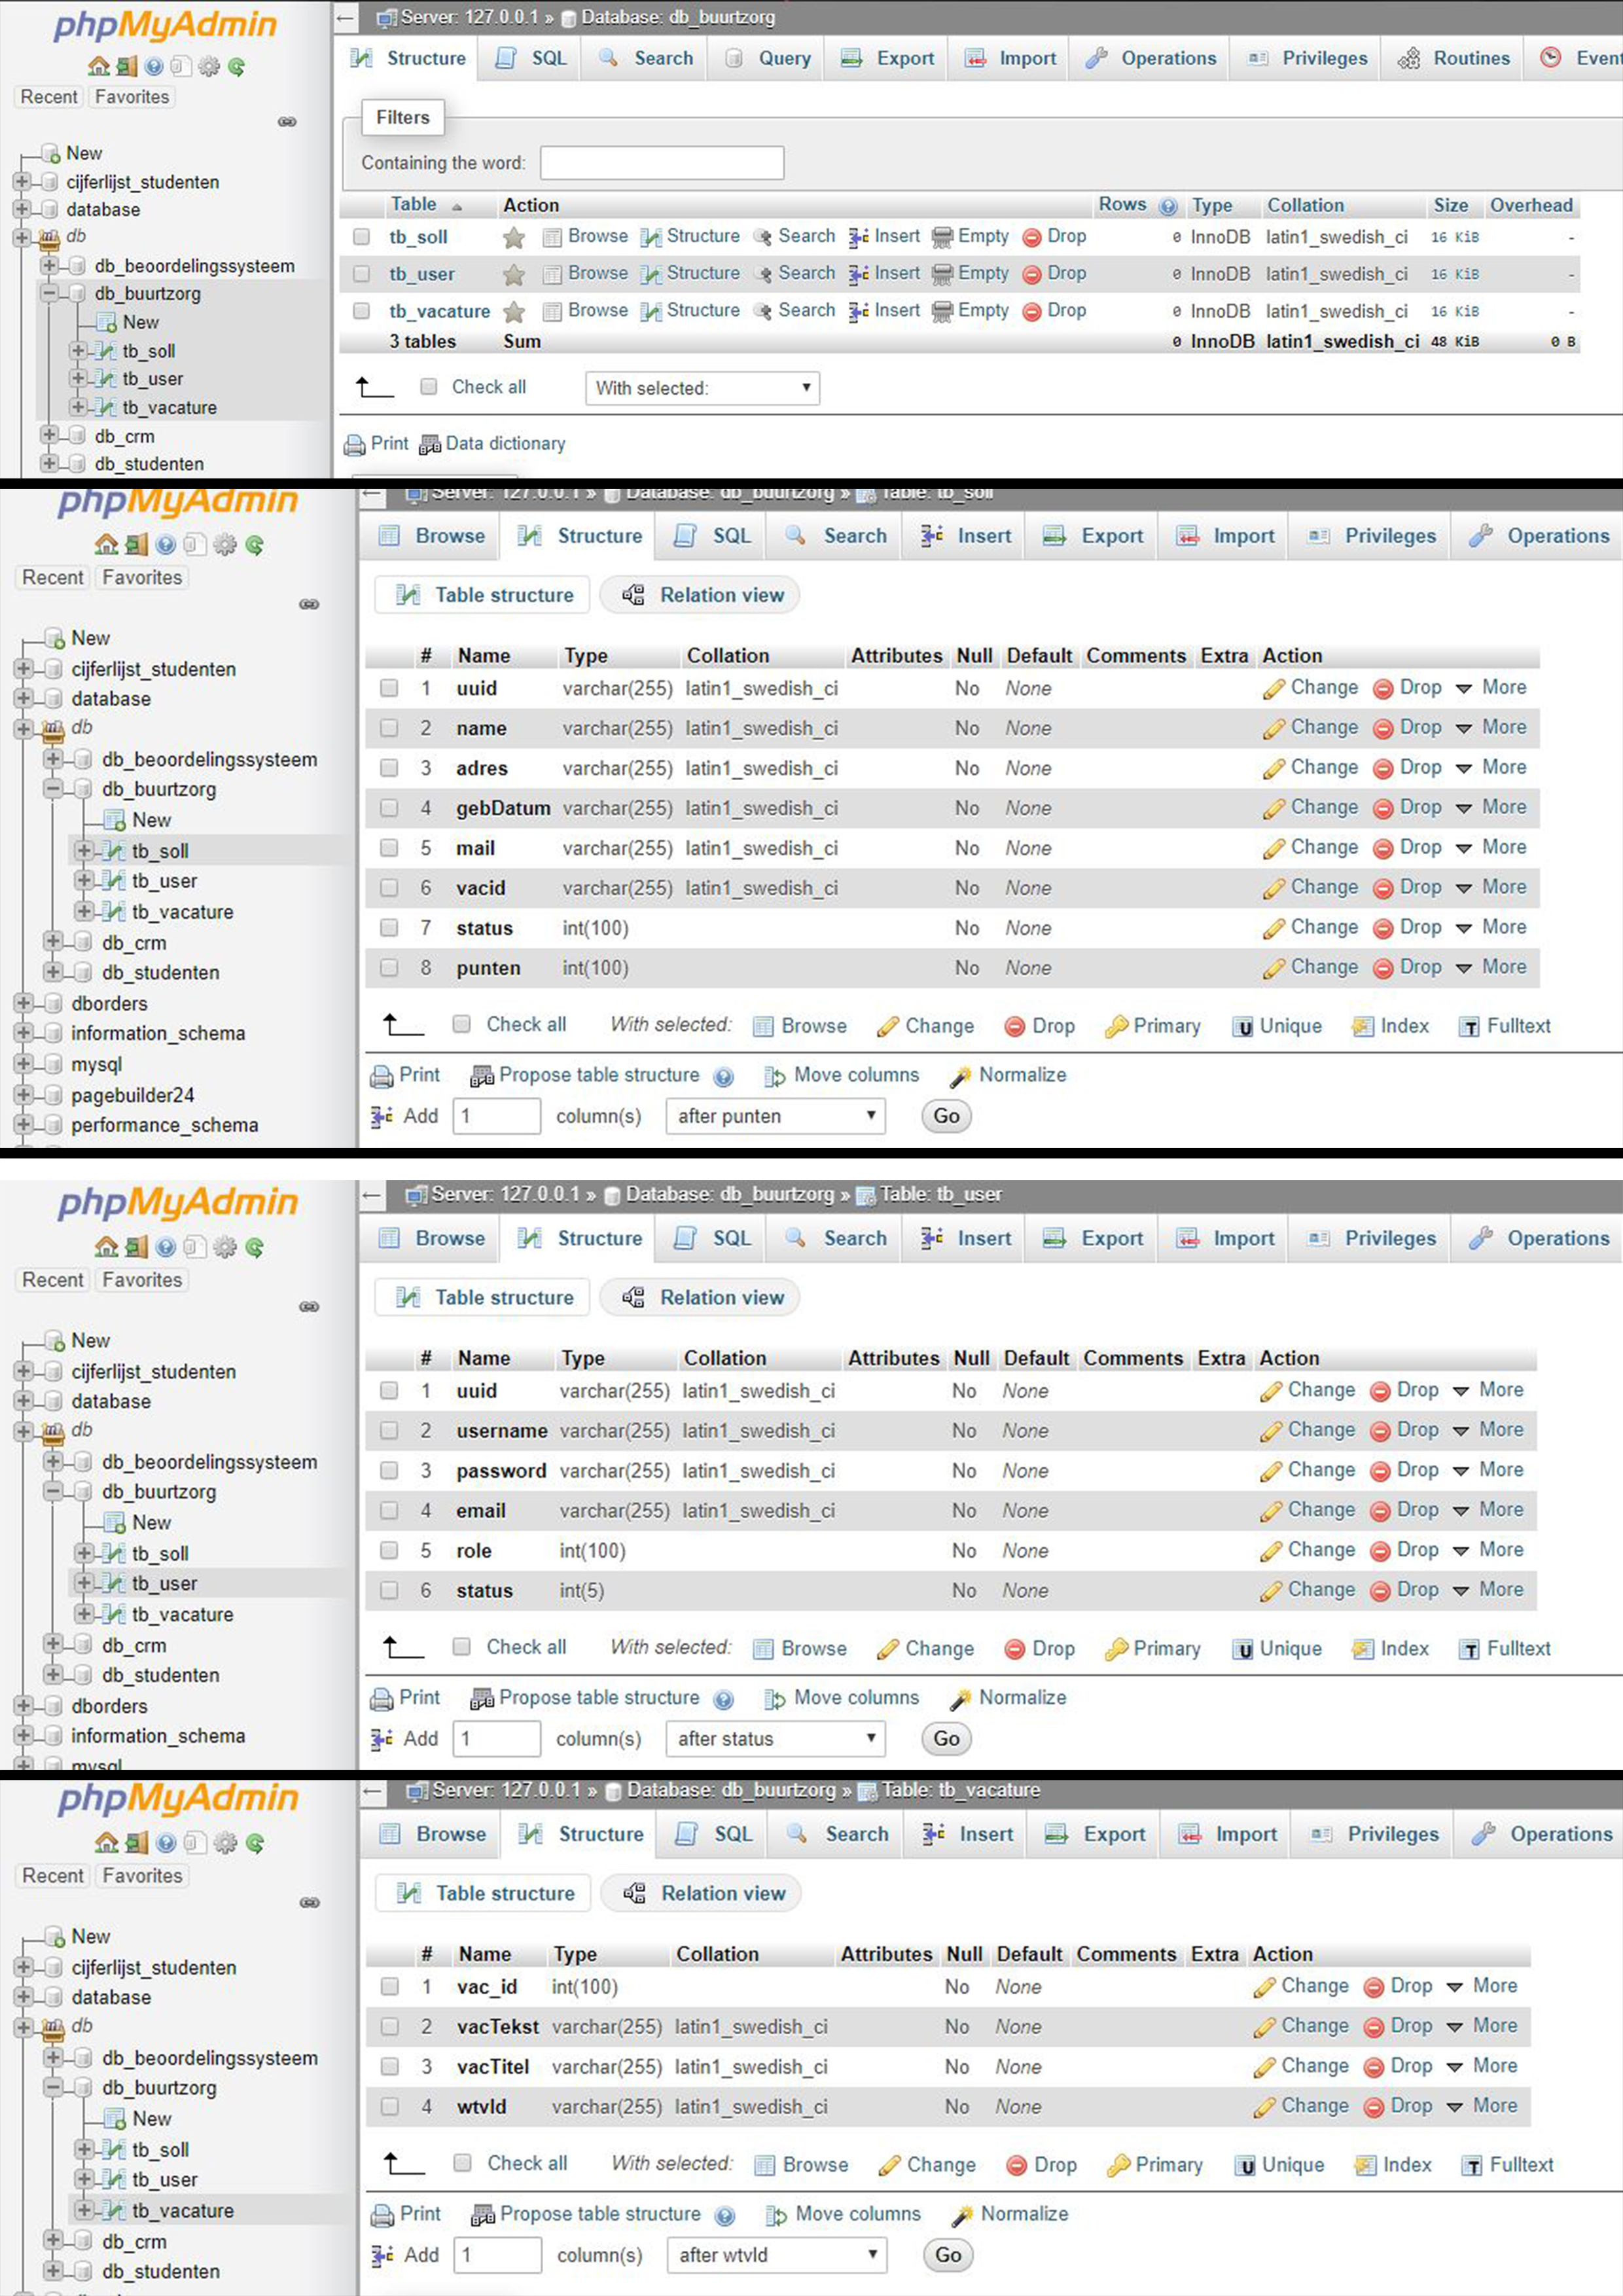 phpMyAdmin
Recent Favorites
New
cijferlijst_studenten
database
db
db_beoordelingssysteem
db_buurtzorg
New
tb_soll
tb_user
tb_vacature
db_crm
db_studenten
Server: 127.0.0.1 » Database: db_buurtzorg
Structure SQL Search Query Export Import Operations Privileges Routines Event
Filters
Containing the word:
Table Action Rows Type Collation Size Overhead
tb_soll Browse Structure Search Insert Empty Drop 0 InnoDB latin1_swedish_ci 16 KiB -
tb_user Browse Structure Search Insert Empty Drop 0 InnoDB latin1_swedish_ci 16 KiB -
tb_vacature Browse Structure Search Insert Empty Drop 0 InnoDB latin1_swedish_ci 16 KiB -
3 tables Sum 0 InnoDB latin1_swedish_ci 48 KiB 0 B
Check all With selected:
Print Data dictionary
phpMyAdmin
Recent Favorites
New
cijferlijst_studenten
database
db
db_beoordelingssysteem
db_buurtzorg
New
tb_soll
tb_user
tb_vacature
db_crm
db_studenten
dborders
information_schema
mysql
pagebuilder24
performance_schema
Server: 127.0.0.1 » Database: db_buurtzorg » Table: tb_soll
Browse Structure SQL Search Insert Export Import Privileges Operations
Table structure Relation view
# Name Type Collation Attributes Null Default Comments Extra Action
1 uuid varchar(255) latin1_swedish_ci No None Change Drop More
2 name varchar(255) latin1_swedish_ci No None Change Drop More
3 adres varchar(255) latin1_swedish_ci No None Change Drop More
4 gebDatum varchar(255) latin1_swedish_ci No None Change Drop More
5 mail varchar(255) latin1_swedish_ci No None Change Drop More
6 vacid varchar(255) latin1_swedish_ci No None Change Drop More
7 status int(100) No None Change Drop More
8 punten int(100) No None Change Drop More
Check all With selected: Browse Change Drop Primary Unique Index Fulltext
Print Propose table structure Move columns Normalize
Add 1 column(s) after punten Go
phpMyAdmin
Recent Favorites
New
cijferlijst_studenten
database
db
db_beoordelingssysteem
db_buurtzorg
New
tb_soll
tb_user
tb_vacature
db_crm
db_studenten
dborders
information_schema
mysql
Server: 127.0.0.1 » Database: db_buurtzorg » Table: tb_user
Browse Structure SQL Search Insert Export Import Privileges Operations
Table structure Relation view
# Name Type Collation Attributes Null Default Comments Extra Action
1 uuid varchar(255) latin1_swedish_ci No None Change Drop More
2 username varchar(255) latin1_swedish_ci No None Change Drop More
3 password varchar(255) latin1_swedish_ci No None Change Drop More
4 email varchar(255) latin1_swedish_ci No None Change Drop More
5 role int(100) No None Change Drop More
6 status int(5) No None Change Drop More
Check all With selected: Browse Change Drop Primary Unique Index Fulltext
Print Propose table structure Move columns Normalize
Add 1 column(s) after status Go
phpMyAdmin
Recent Favorites
New
cijferlijst_studenten
database
db
db_beoordelingssysteem
db_buurtzorg
New
tb_soll
tb_user
tb_vacature
db_crm
db_studenten
Server: 127.0.0.1 » Database: db_buurtzorg » Table: tb_vacature
Browse Structure SQL Search Insert Export Import Privileges Operations
Table structure Relation view
# Name Type Collation Attributes Null Default Comments Extra Action
1 vac_id int(100) No None Change Drop More
2 vacTekst varchar(255) latin1_swedish_ci No None Change Drop More
3 vacTitel varchar(255) latin1_swedish_ci No None Change Drop More
4 wtvId varchar(255) latin1_swedish_ci No None Change Drop More
Check all With selected: Browse Change Drop Primary Unique Index Fulltext
Print Propose table structure Move columns Normalize
Add 1 column(s) after wtvId Go